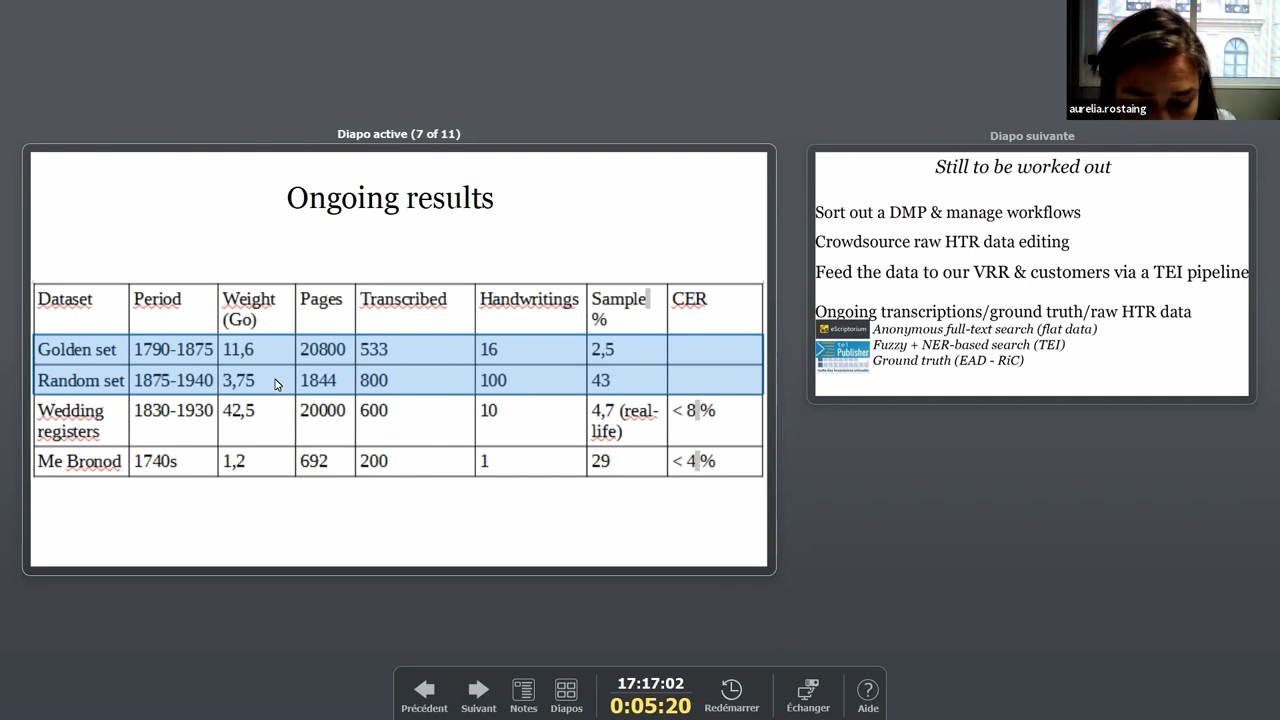 aurelia.rostaing
Diapo active (7 of 11)
Diapo suivante
Ongoing results
Dataset Period Weight (Go) Pages Transcribed Handwritings Sample % CER
Golden set 1790-1875 11,6 20800 533 16 2,5
Random set 1875-1940 3,75 1844 800 100 43
Wedding registers 1830-1930 42,5 20000 600 10 4,7 (real-life) < 8 %
Me Bronod 1740s 1,2 692 200 1 29 < 4 %
Still to be worked out
Sort out a DMP & manage workflows
Crowdsource raw HTR data editing
Feed the data to our VRR & customers via a TEI pipeline
Ongoing transcriptions/ground truth/raw HTR data
eScriptorium Anonymous full-text search (flat data)
tei Publisher Fuzzy + NER-based search (TEI)
Ground truth (EAD - RiC)
Précédent
Suivant
Notes
Diapos
17:17:02
0:05:20
Redémarrer
Échanger
Aide